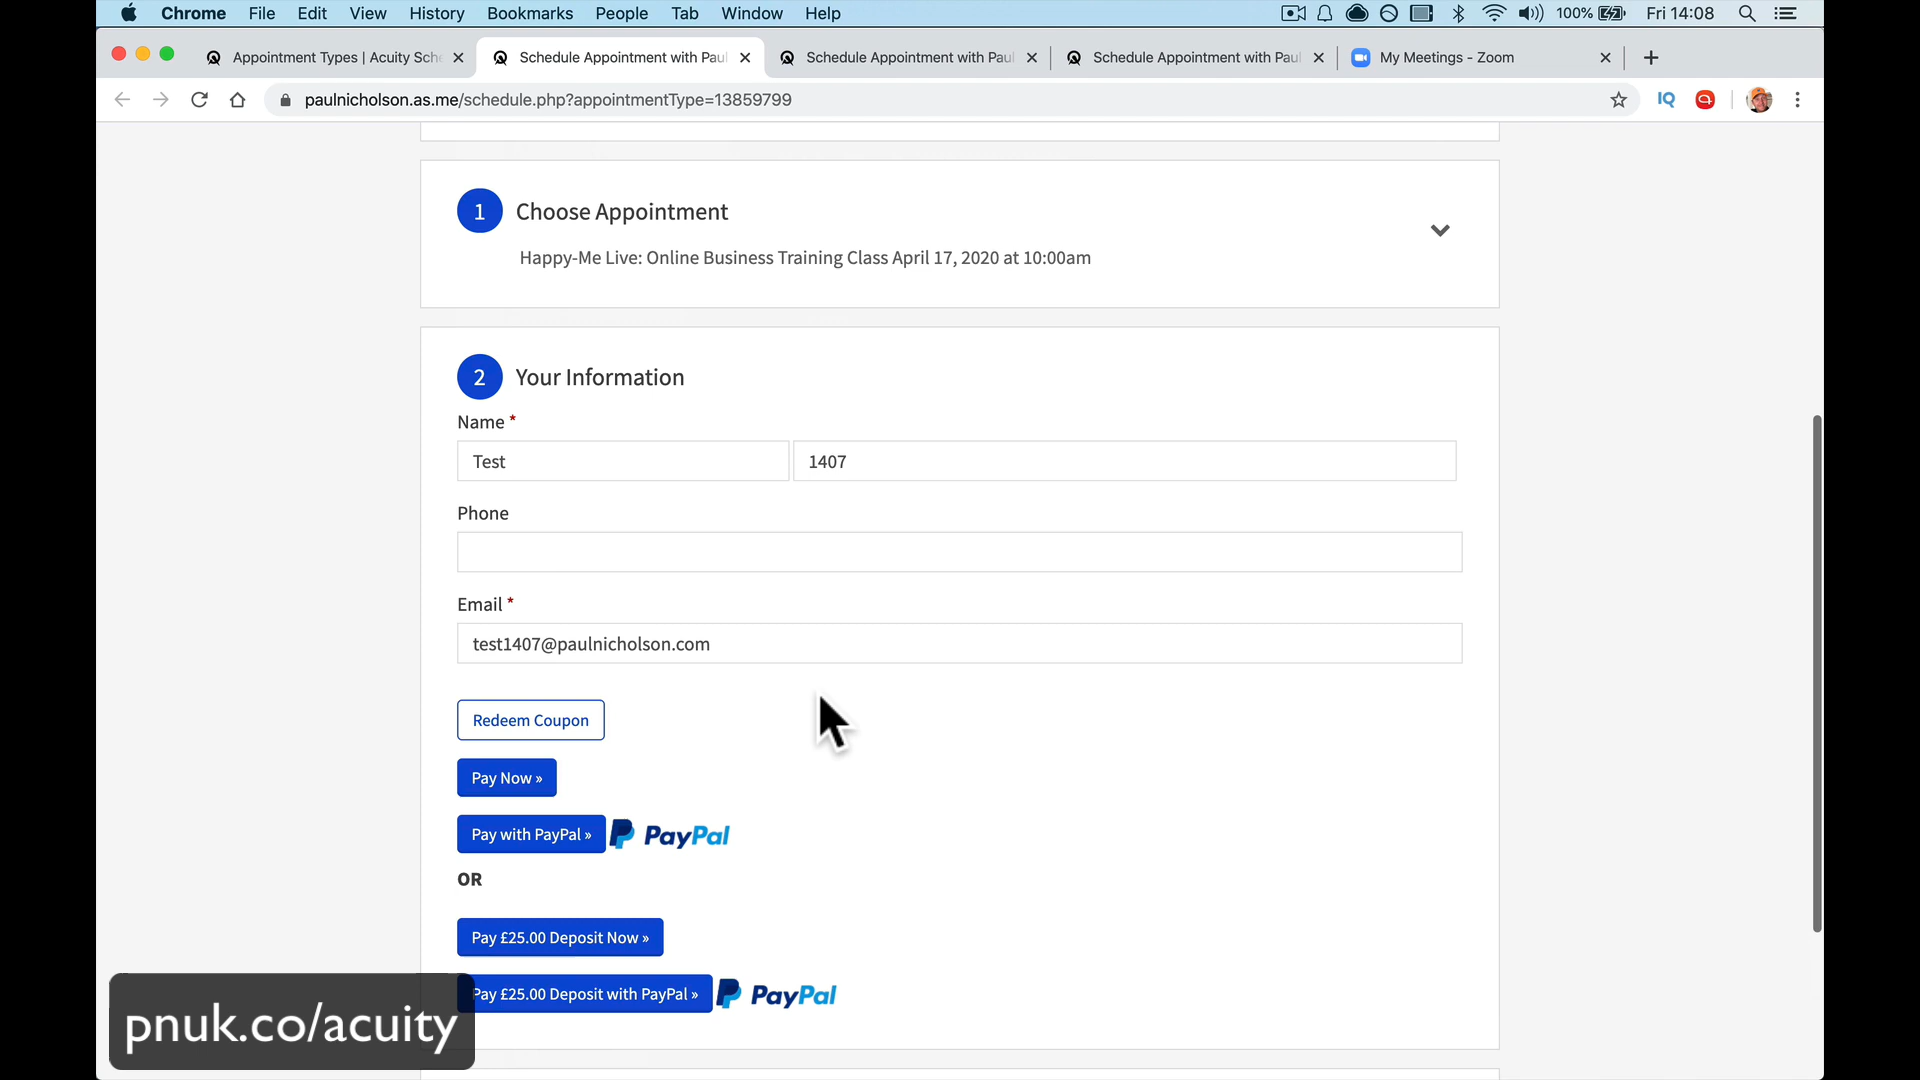 Chrome File Edit View History Bookmarks People Tab Window Help 100% Fri 14:08
Appointment Types | Acuity Sche Schedule Appointment with Paul Schedule Appointment with Paul Schedule Appointment with Paul My Meetings - Zoom
paulnicholson.as.me/schedule.php?appointmentType=13859799 IQ
1 Choose Appointment
Happy-Me Live: Online Business Training Class April 17, 2020 at 10:00am
2 Your Information
Name *
Test 1407
Phone
Email *
test1407@paulnicholson.com
Redeem Coupon
Pay Now »
Pay with PayPal » PayPal
OR
Pay £25.00 Deposit Now »
Pay £25.00 Deposit with PayPal » PayPal
pnuk.co/acuity